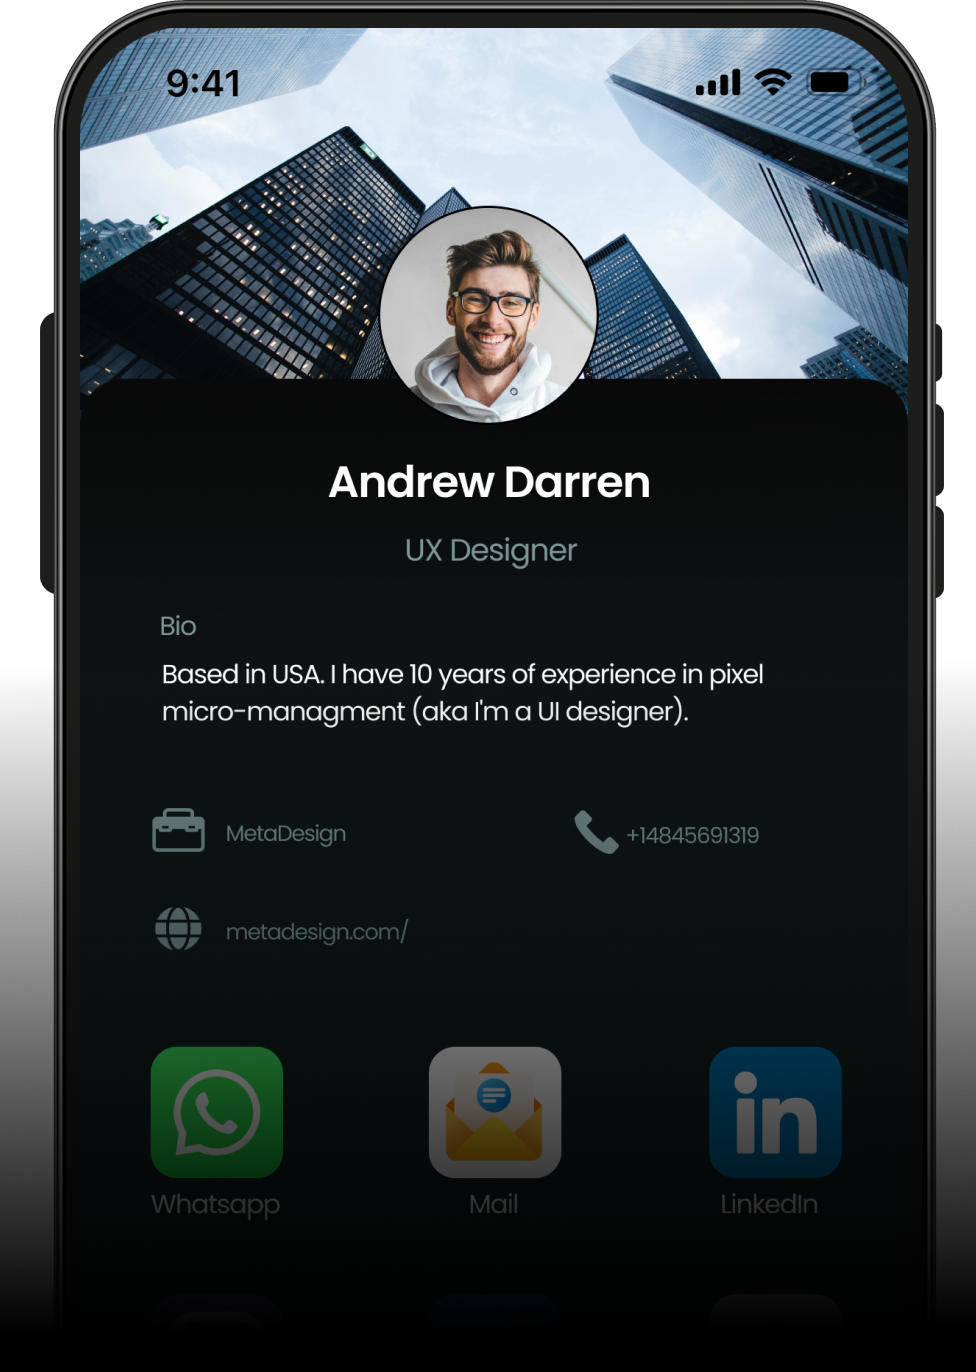 9:41
Andrew Darren
UX Designer
Bio
Based in USA. I have 10 years of experience in pixel
micro-managment (aka I'm a UI designer).
MetaDesign
+14845691319
metadesign.com/
in
Whatsapp
Mail
LinkedIn